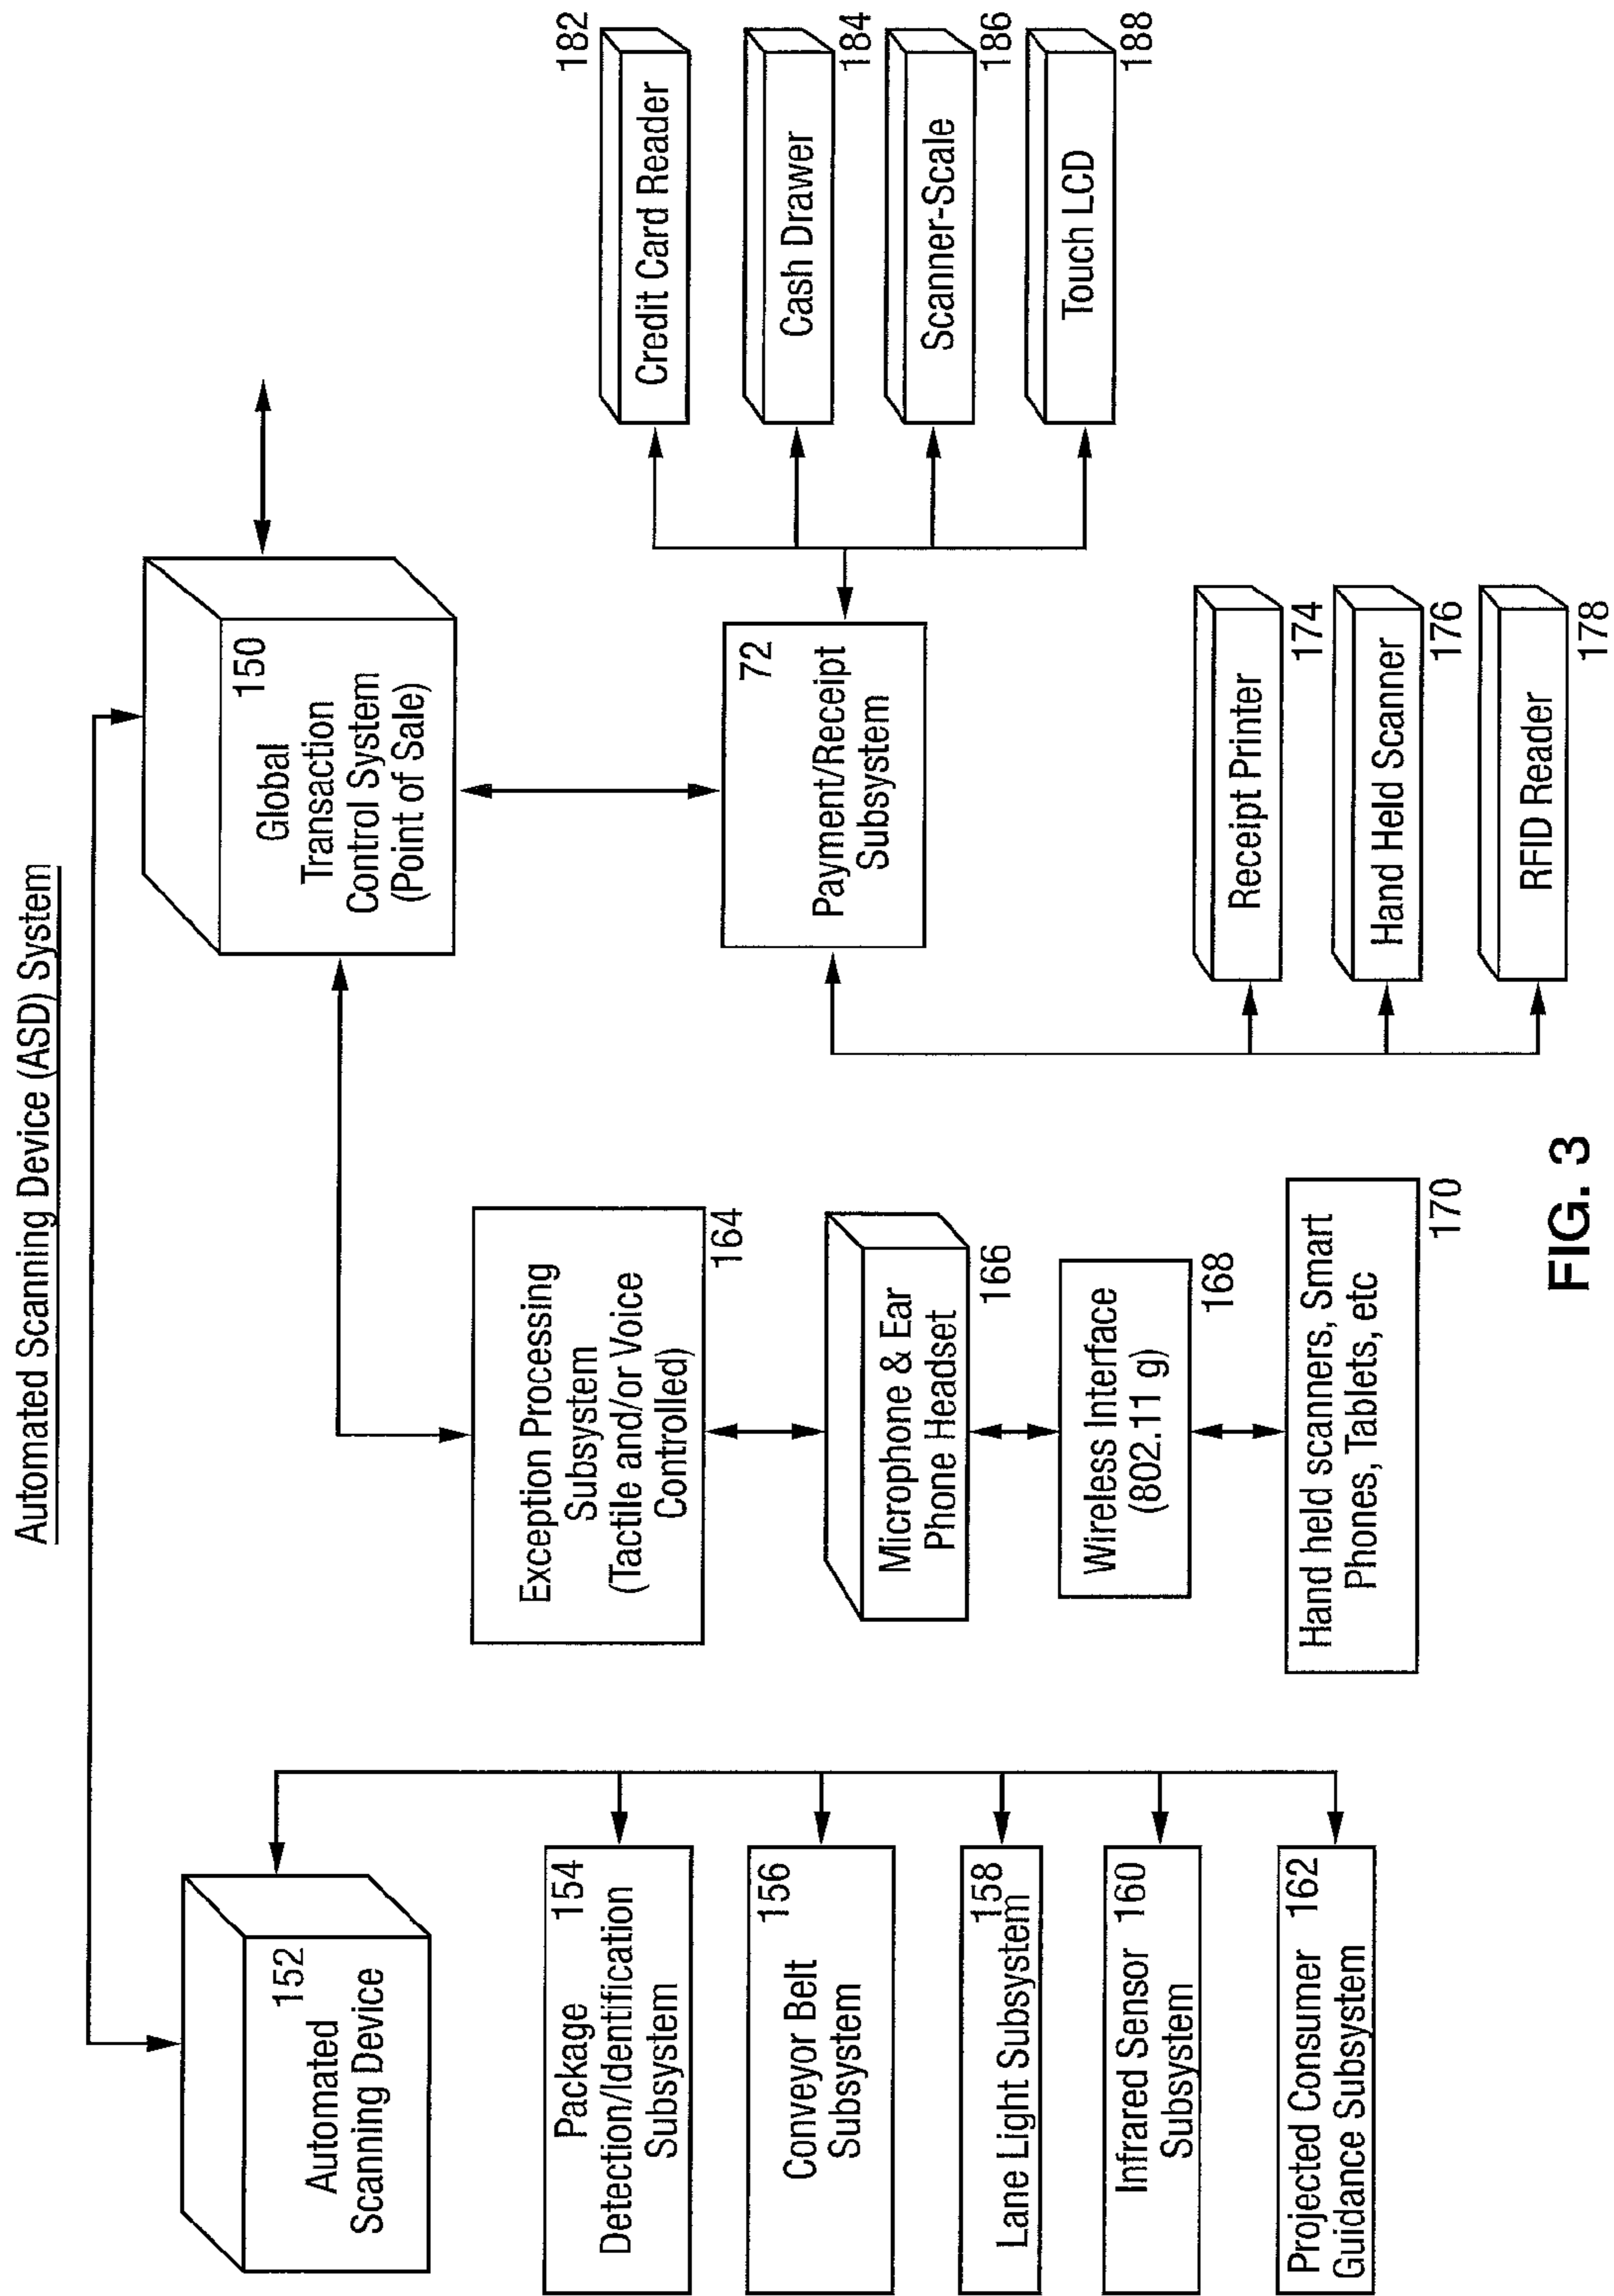 Automated Scanning Device (ASD) System
152
Automated
Scanning Device
Package 154
Detection/Identification
Subsystem
156
Conveyor Belt
Subsystem
158
Lane Light Subsystem
Infrared Sensor 160
Subsystem
Projected Consumer 162
Guidance Subsystem
Exception Processing
Subsystem
(Tactile and/or Voice
Controlled)
164
Microphone & Ear
Phone Headset
166
Wireless Interface
(802.11 g)
168
Hand held scanners, Smart
Phones, Tablets, etc
170
150
Global
Transaction
Control System
(Point of Sale)
72
Payment/Receipt
Subsystem
Receipt Printer
174
Hand Held Scanner
176
RFID Reader
178
182
Credit Card Reader
Cash Drawer
184
Scanner-Scale
186
Touch LCD
188
FIG. 3